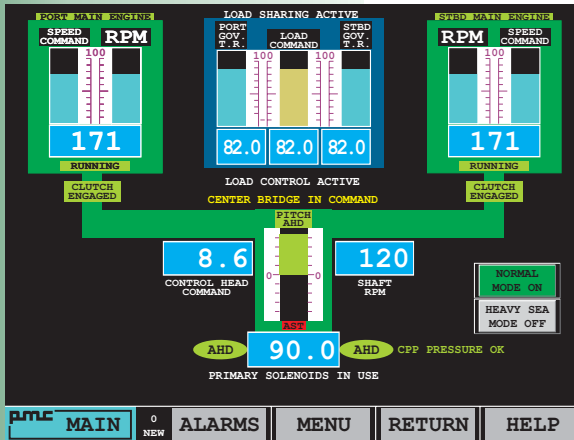 PORT MAIN ENGINE
SPEED COMMAND RPM
100
171
RUNNING
CLUTCH ENGAGED
LOAD SHARING ACTIVE
PORT GOV. T.R.
LOAD COMMAND
STBD GOV. T.R.
100 100
82.0 82.0 82.0
LOAD CONTROL ACTIVE
CENTER BRIDGE IN COMMAND
STBD MAIN ENGINE
RPM SPEED COMMAND
100
171
RUNNING
CLUTCH ENGAGED
PITCH
AHD
8.6
CONTROL HEAD
COMMAND
0 0
120
SHAFT
RPM
AST
AHD 90.0 AHD CPP PRESSURE OK
PRIMARY SOLENOIDS IN USE
NORMAL
MODE ON
HEAVY SEA
MODE OFF
pmc MAIN
0
NEW
ALARMS MENU RETURN HELP